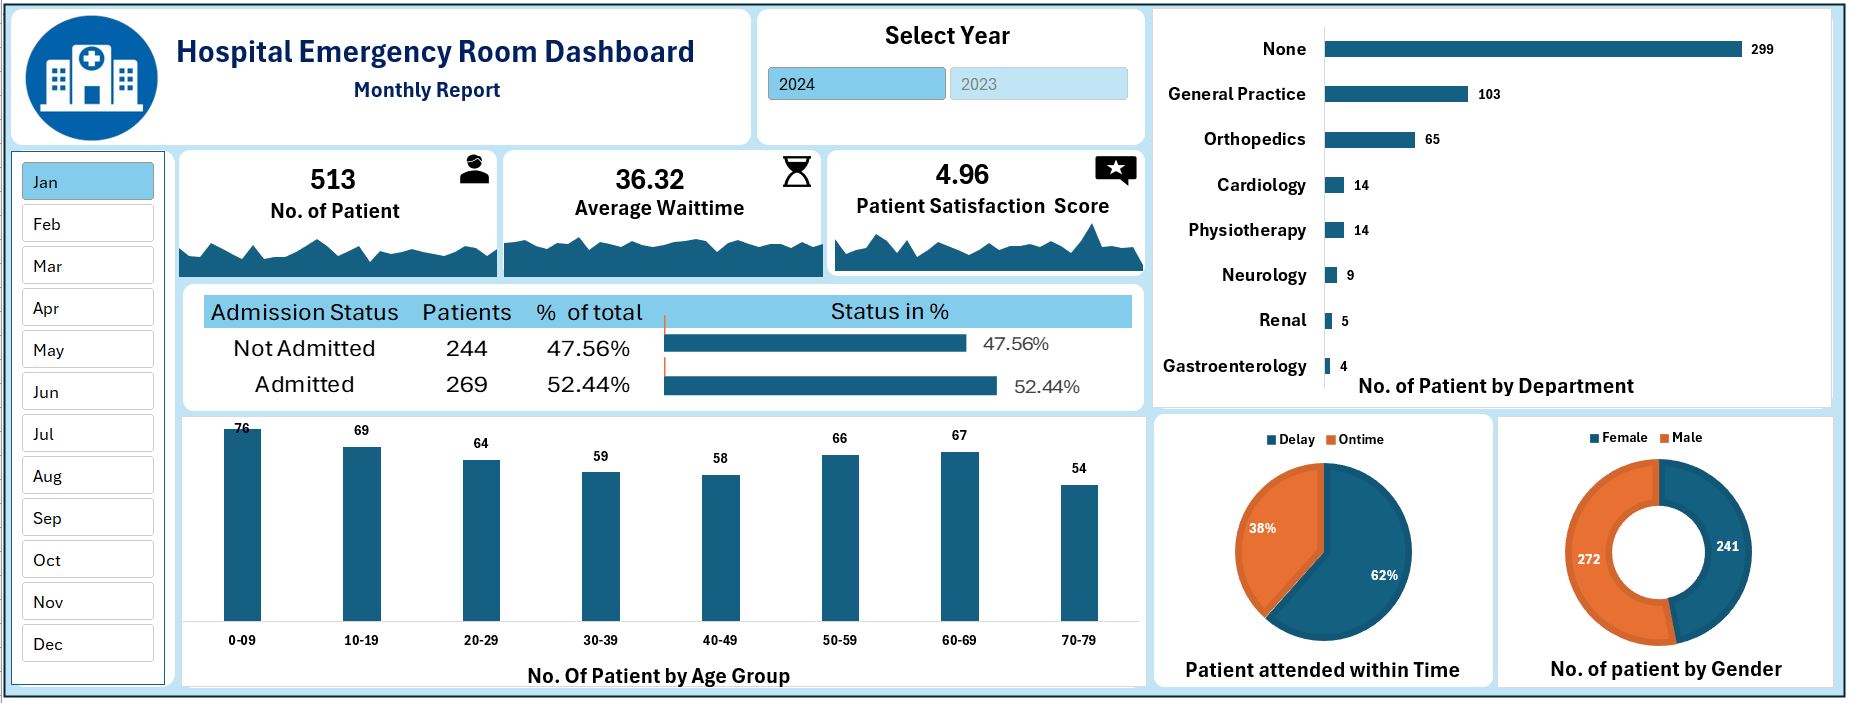 Hospital Emergency Room Dashboard
Monthly Report
Select Year
2024 2023
Jan
Feb
Mar
Apr
May
Jun
Jul
Aug
Sep
Oct
Nov
Dec
513
No. of Patient
36.32
Average Waittime
4.96
Patient Satisfaction Score
Admission Status Patients % of total Status in %
Not Admitted 244 47.56% 47.56%
Admitted 269 52.44% 52.44%
None 299
General Practice 103
Orthopedics 65
Cardiology 14
Physiotherapy 14
Neurology 9
Renal 5
Gastroenterology 4
No. of Patient by Department
76 69 64 59 58 66 67 54
0-09 10-19 20-29 30-39 40-49 50-59 60-69 70-79
No. Of Patient by Age Group
Delay Ontime
38%
62%
Patient attended within Time
Female Male
272 241
No. of patient by Gender